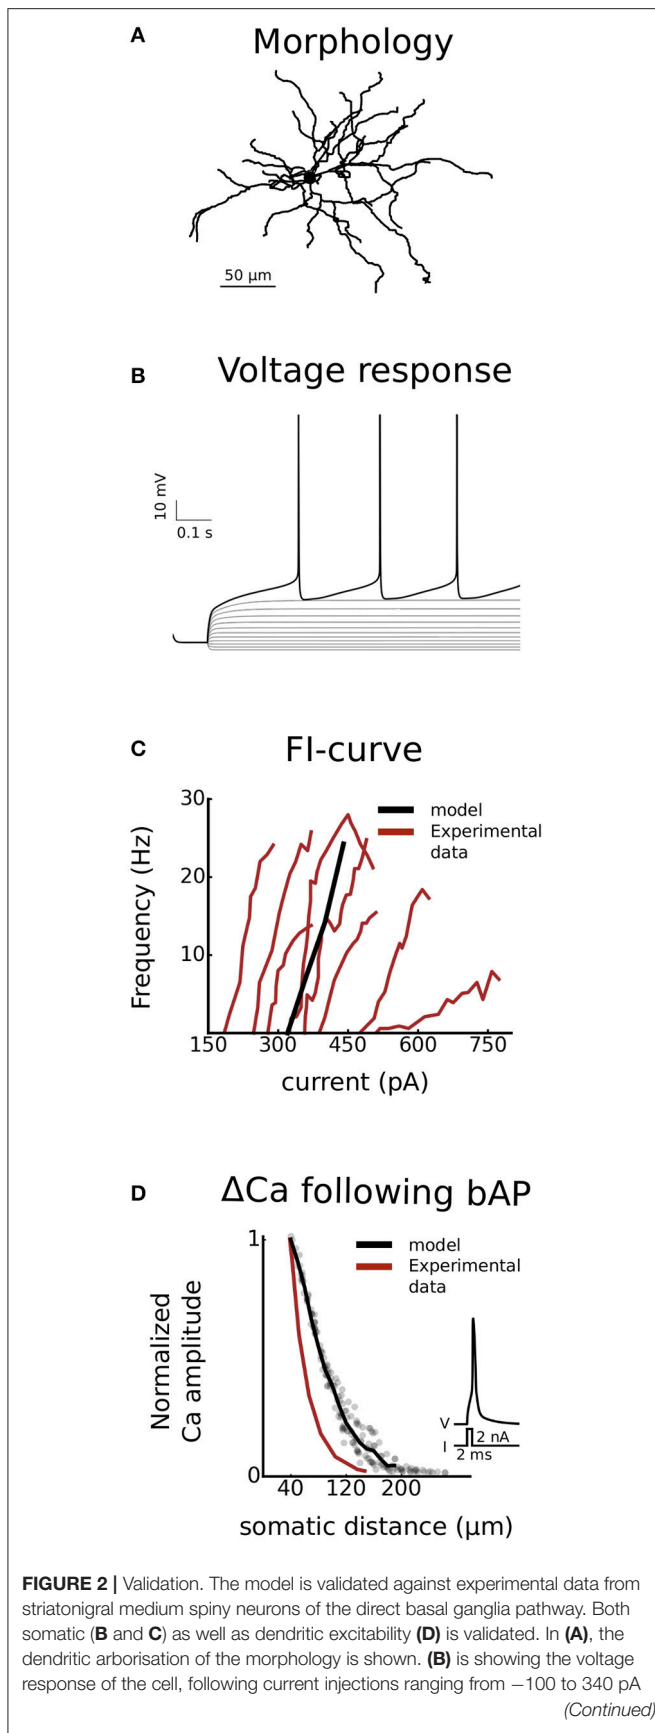 A
Morphology
50 μm
B
Voltage response
10 mV
0.1 s
C
FI-curve
30
20
10
Frequency (Hz)
model
Experimental
data
150
300
450
600
750
current (pA)
D
ΔCa following bAP
1
0
Normalized
Ca amplitude
model
Experimental
data
V
I
2 nA
2 ms
40
120
200
somatic distance (μm)
FIGURE 2 | Validation. The model is validated against experimental data from
striatonigral medium spiny neurons of the direct basal ganglia pathway. Both
somatic (B and C) as well as dendritic excitability (D) is validated. In (A), the
dendritic arborisation of the morphology is shown. (B) is showing the voltage
response of the cell, following current injections ranging from −100 to 340 pA
(Continued)